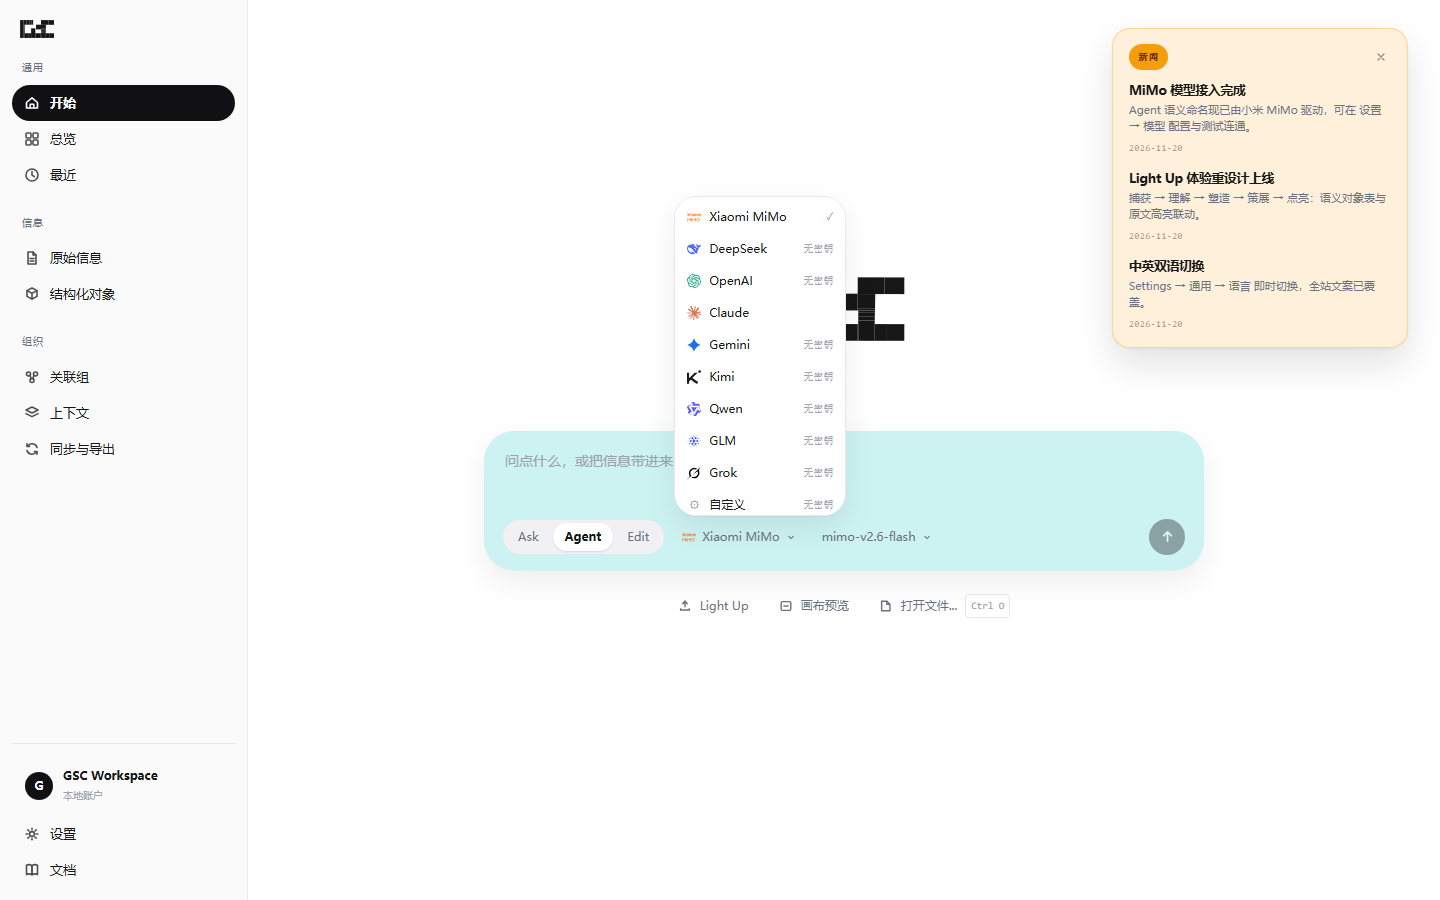 GSC
通用
开始
总览
最近
信息
原始信息
结构化对象
组织
关联组
上下文
同步与导出
G
GSC Workspace
本地账户
设置
文档
新闻
MiMo 模型接入完成
Agent 语义命名现已由小米 MiMo 驱动，可在 设置
→ 模型 配置与测试连通。
2026-11-20
Light Up 体验重设计上线
捕获 → 理解 → 塑造 → 策展 → 点亮：语义对象表与
原文高亮联动。
2026-11-20
中英双语切换
Settings → 通用 → 语言 即时切换，全站文案已覆
盖。
2026-11-20
Xiaomi MiMo ✓
DeepSeek 无密钥
OpenAI 无密钥
Claude
Gemini 无密钥
Kimi 无密钥
Qwen 无密钥
GLM 无密钥
Grok 无密钥
自定义 无密钥
问点什么，或把信息带进来
Ask Agent Edit Xiaomi MiMo mimo-v2.6-flash
Light Up 画布预览 打开文件... Ctrl O